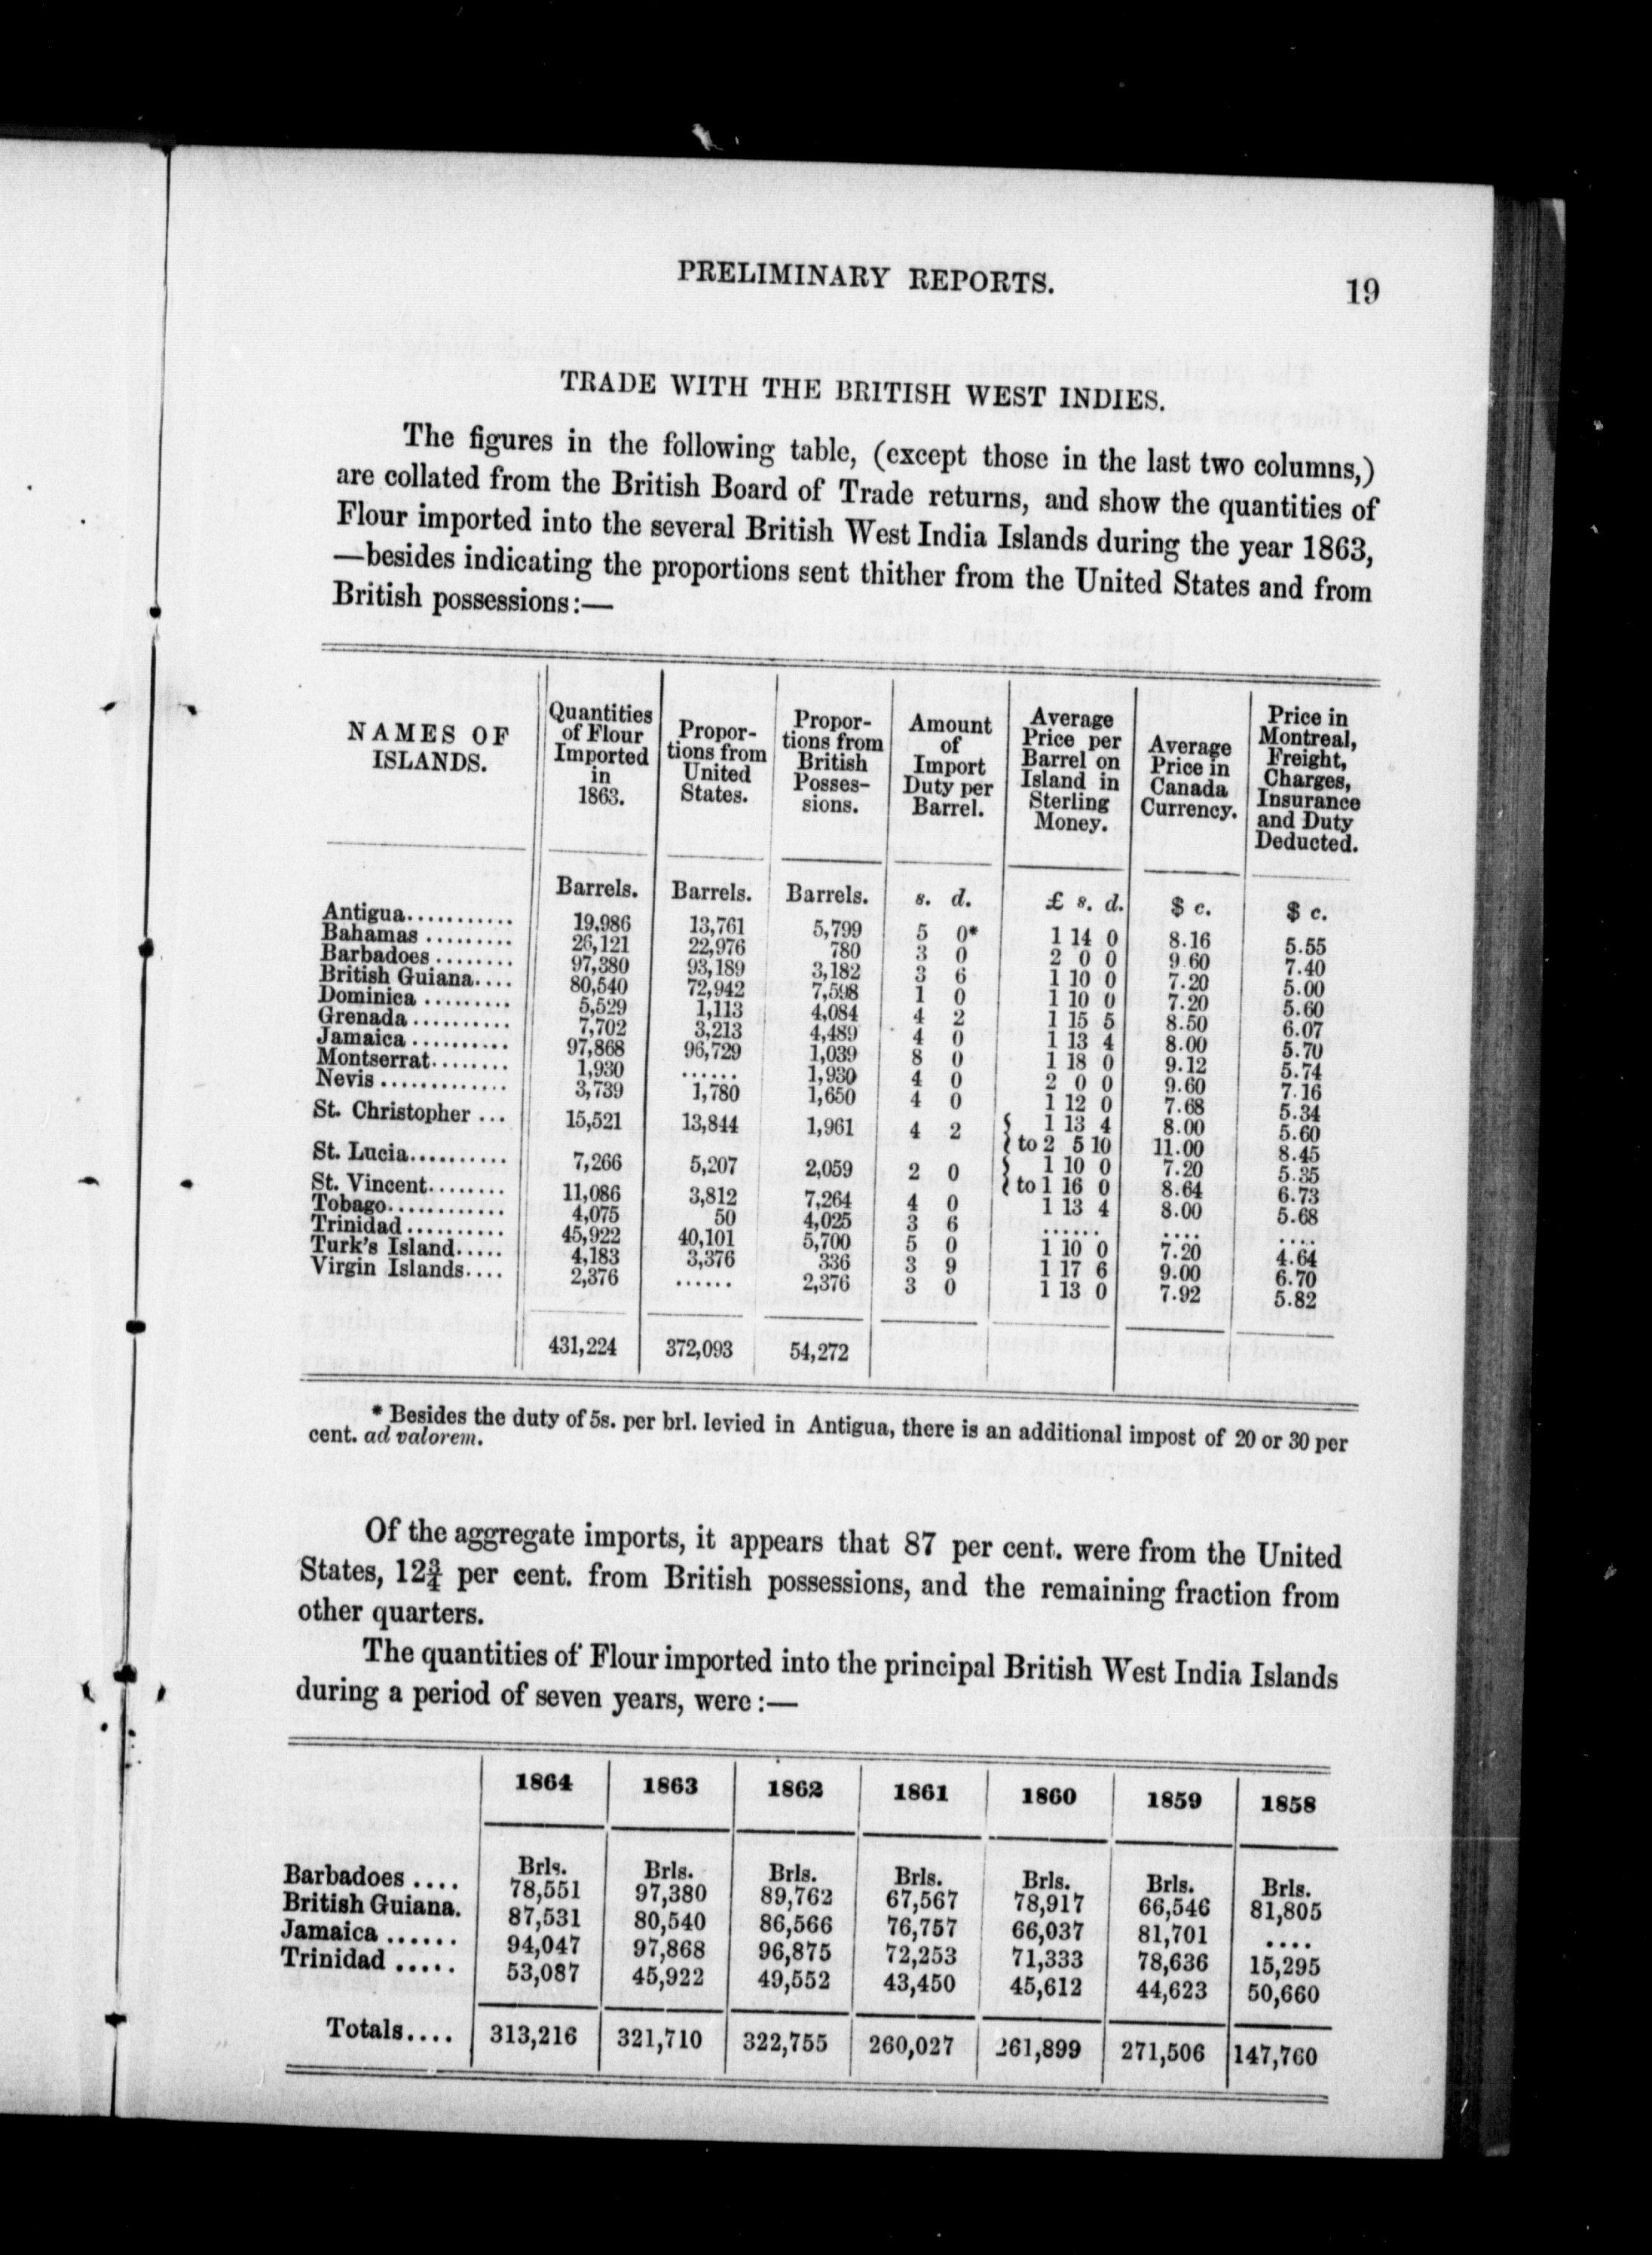 PRELIMINARY REPORTS. 19
TRADE WITH THE BRITISH WEST INDIES.
The figures in the following table, (except those in the last two columns,)
are collated from the British Board of Trade returns, and show the quantities of
Flour imported into the several British West India Islands during the year 1863,
—besides indicating the proportions sent thither from the United States and from
British possessions:—
NAMES OF ISLANDS. | Quantities of Flour Imported in 1863. | Proportions from United States. | Proportions from British Possessions. | Amount of Import Duty per Barrel. | Average Price per Barrel on Island in Sterling Money. | Average Price in Canada Currency. | Price in Montreal, Freight, Charges, Insurance and Duty Deducted.
Barrels. | Barrels. | Barrels. | s. d. | £ s. d. | $ c. | $ c.
Antigua........... 19,986 | 13,761 | 5,799 | 5 0* | 1 14 0 | 8.16 | 5.55
Bahamas ......... 26,121 | 22,976 | 780 | 3 0 | 2 0 0 | 9.60 | 7.40
Barbadoes ........ 97,380 | 93,189 | 3,182 | 3 6 | 1 10 0 | 7.20 | 5.00
British Guiana.... 80,540 | 72,942 | 7,598 | 1 0 | 1 10 0 | 7.20 | 5.60
Dominica ......... 5,529 | 1,113 | 4,084 | 4 2 | 1 15 5 | 8.50 | 6.07
Grenada .......... 7,702 | 3,213 | 4,489 | 4 0 | 1 13 4 | 8.00 | 5.70
Jamaica .......... 97,868 | 96,729 | 1,039 | 8 0 | 1 18 0 | 9.12 | 5.74
Montserrat........ 1,930 | ...... | 1,930 | 4 0 | 2 0 0 | 9.60 | 7.16
Nevis ............. 3,739 | 1,780 | 1,650 | 4 0 | 1 12 0 | 7.68 | 5.34
St. Christopher ... 15,521 | 13,844 | 1,961 | 4 2 | { 1 13 4 | 8.00 | 5.60
{ to 2 5 10 | 11.00 | 8.45
St. Lucia.......... 7,266 | 5,207 | 2,059 | 2 0 | { 1 10 0 | 7.20 | 5.35
{ to 1 16 0 | 8.64 | 6.73
St. Vincent........ 11,086 | 3,812 | 7,264 | 4 0 | 1 13 4 | 8.00 | 5.68
Tobago............ 4,075 | 50 | 4,025 | 3 6 | ...... | .... | ....
Trinidad .......... 45,922 | 40,101 | 5,700 | 5 0 | 1 10 0 | 7.20 | 4.64
Turk's Island..... 4,183 | 3,376 | 336 | 3 9 | 1 17 6 | 9.00 | 6.70
Virgin Islands.... 2,376 | ...... | 2,376 | 3 0 | 1 13 0 | 7.92 | 5.82
431,224 | 372,093 | 54,272
* Besides the duty of 5s. per brl. levied in Antigua, there is an additional impost of 20 or 30 per
cent. ad valorem.
Of the aggregate imports, it appears that 87 per cent. were from the United
States, 12¾ per cent. from British possessions, and the remaining fraction from
other quarters.
The quantities of Flour imported into the principal British West India Islands
during a period of seven years, were :—
1864 | 1863 | 1862 | 1861 | 1860 | 1859 | 1858
Brls. | Brls. | Brls. | Brls. | Brls. | Brls. | Brls.
Barbadoes .... 78,551 | 97,380 | 89,762 | 67,567 | 78,917 | 66,546 | 81,805
British Guiana. 87,531 | 80,540 | 86,566 | 76,757 | 66,037 | 81,701 | ....
Jamaica ...... 94,047 | 97,868 | 96,875 | 72,253 | 71,333 | 78,636 | 15,295
Trinidad ..... 53,087 | 45,922 | 49,552 | 43,450 | 45,612 | 44,623 | 50,660
Totals.... 313,216 | 321,710 | 322,755 | 260,027 | 261,899 | 271,506 | 147,760